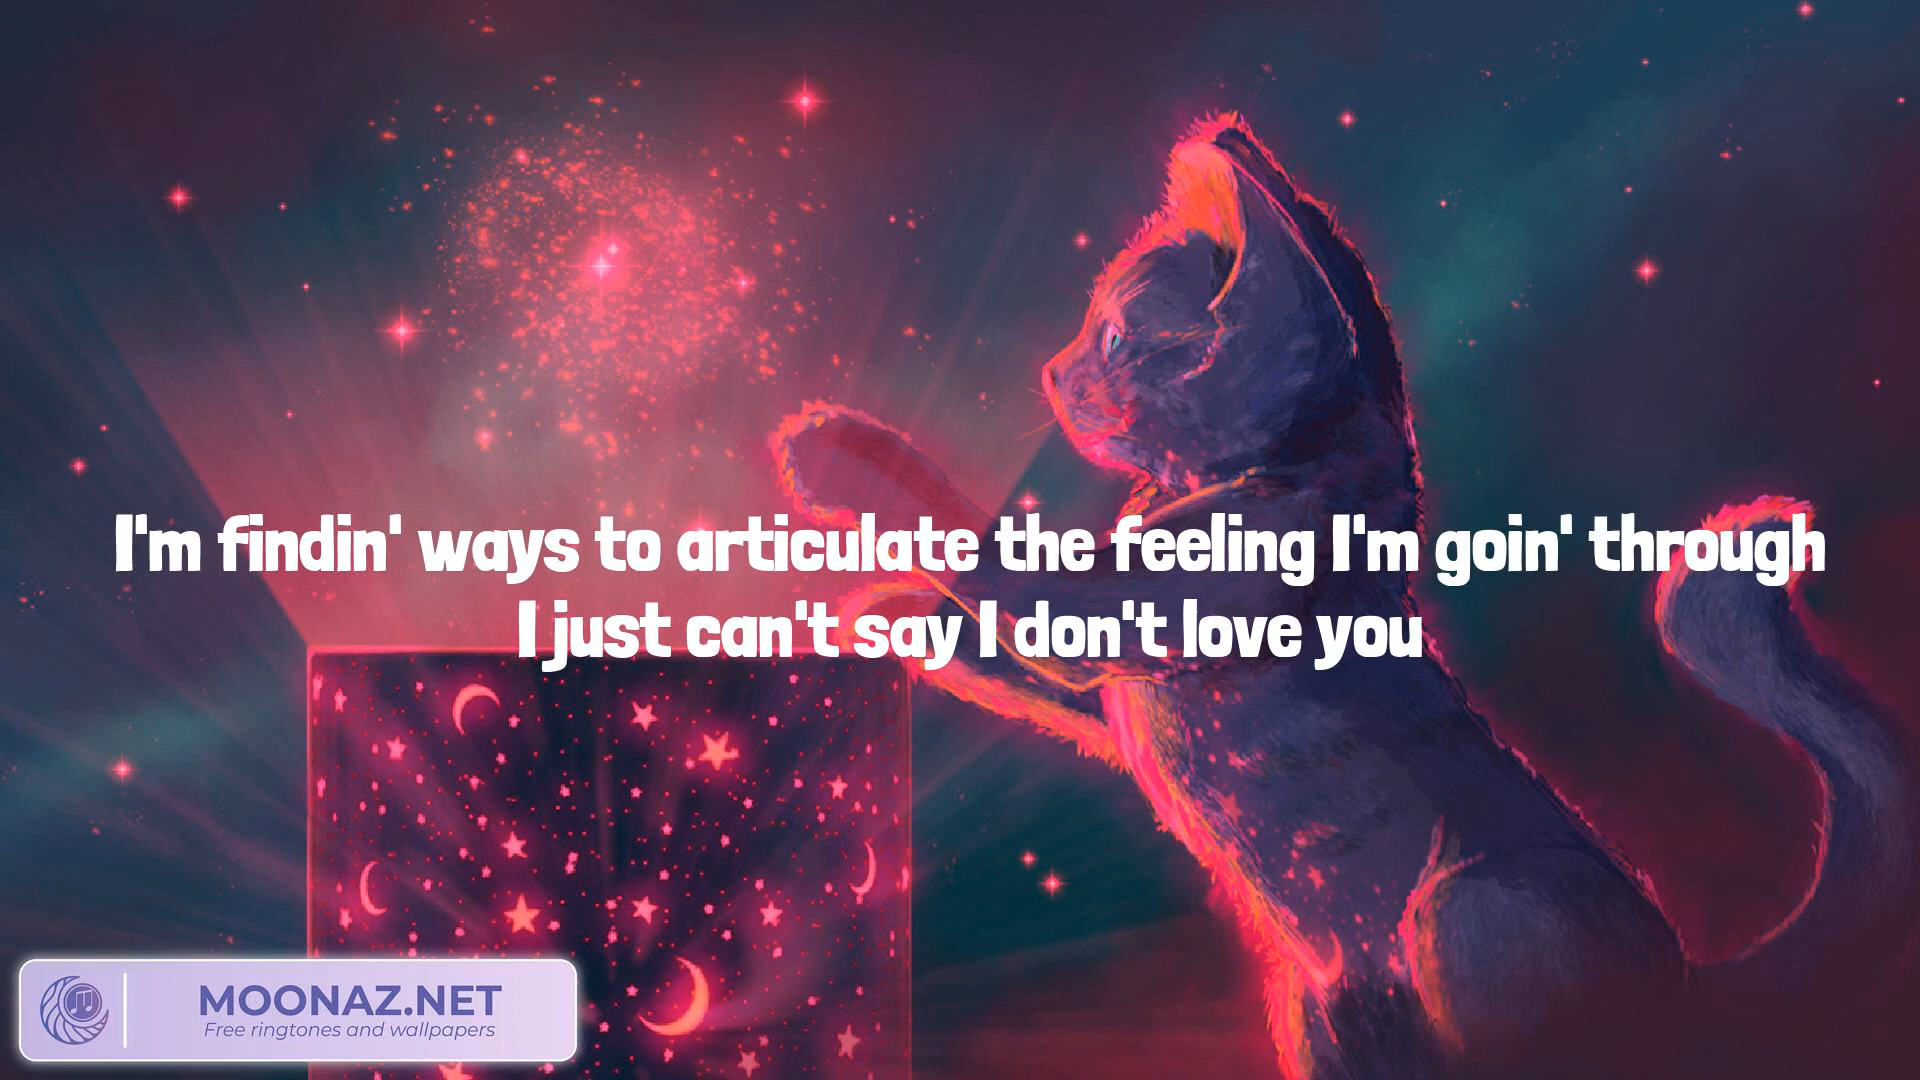 I'm findin' ways to articulate the feeling I'm goin' through
I just can't say I don't love you
MOONAZ.NET
Free ringtones and wallpapers